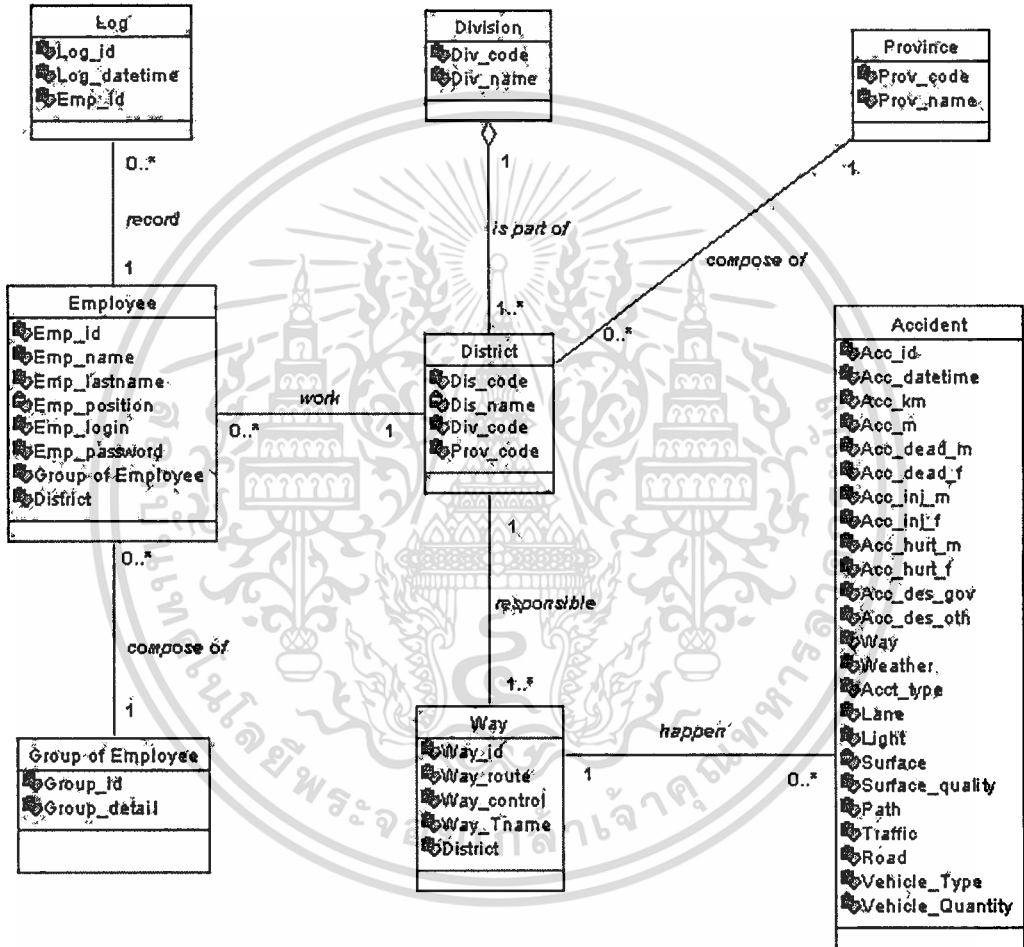 Log
Log_id
Log_datetime
Emp_id
0..*
record
1
Division
Div_code
Div_name
1
is part of
1..*
Province
Prov_code
Prov_name
1
compose of
0..*
Employee
Emp_id
Emp_name
Emp_lastname
Emp_position
Emp_login
Emp_password
Group of Employee
District
work
0..*
1
District
Dis_code
Dis_name
Div_code
Prov_code
1
responsible
1..*
0..*
compose of
1
Group of Employee
Group_id
Group_detail
Way
Way_id
Way_route
Way_control
Way_Tname
District
happen
1
0..*
Accident
Acc_id
Acc_datetime
Acc_km
Acc_m
Acc_dead_m
Acc_dead_f
Acc_inj_m
Acc_inj_f
Acc_hurt_m
Acc_hurt_f
Acc_des_gov
Acc_des_oth
Way
Weather
Acct_type
Lane
Light
Surface
Surface_quality
Path
Traffic
Road
Vehicle_Type
Vehicle_Quantity